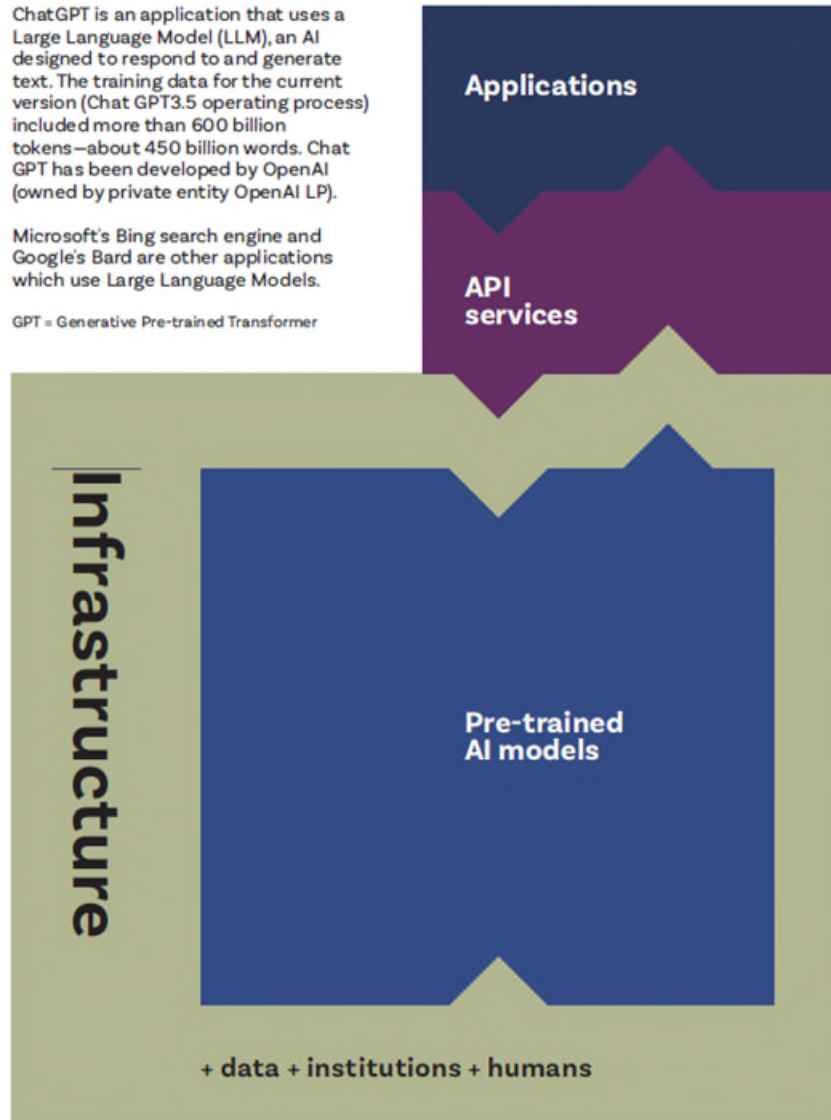 ChatGPT is an application that uses a
Large Language Model (LLM), an AI
designed to respond to and generate
text. The training data for the current
version (Chat GPT3.5 operating process)
included more than 600 billion
tokens—about 450 billion words. Chat
GPT has been developed by OpenAI
(owned by private entity OpenAI LP).
Microsoft's Bing search engine and
Google's Bard are other applications
which use Large Language Models.
GPT = Generative Pre-trained Transformer
Applications
API
services
Infrastructure
Pre-trained
AI models
+ data + institutions + humans